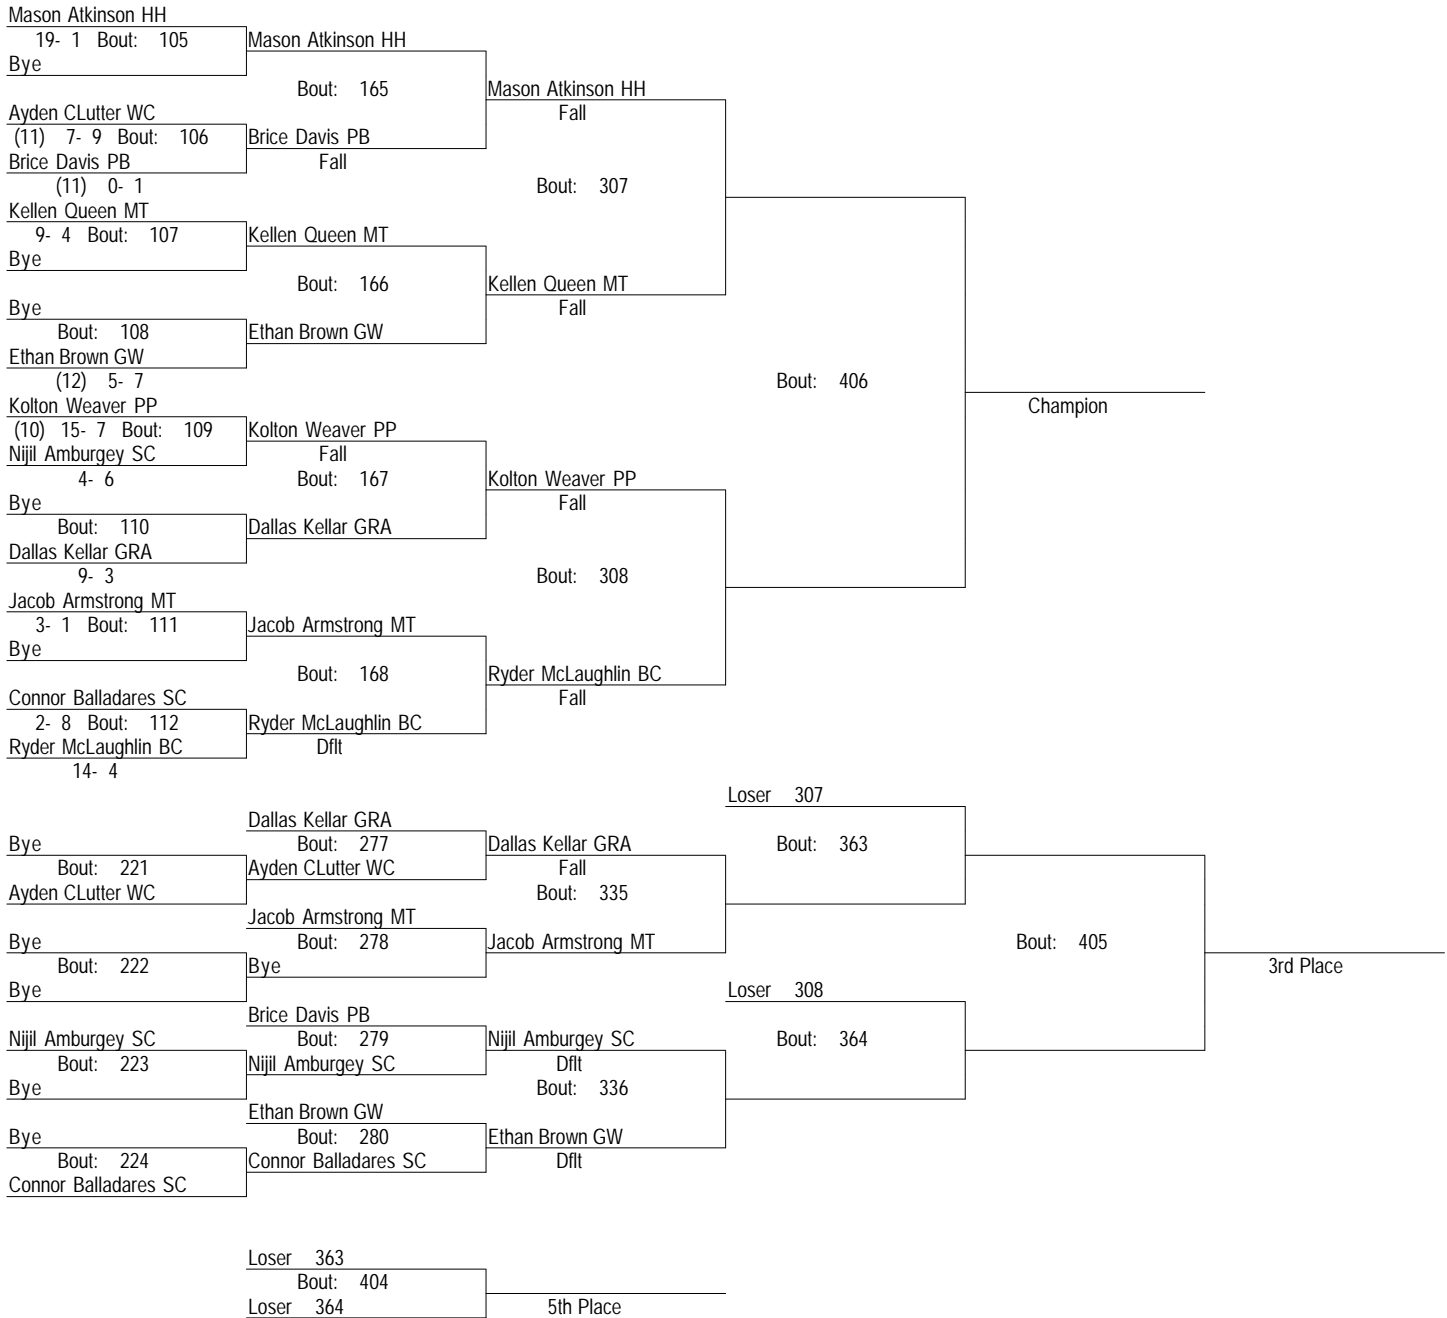 Mason Atkinson HH
19- 1 Bout: 105 Mason Atkinson HH
Bye
Bout: 165 Mason Atkinson HH
Ayden CLutter WC Fall
(11) 7- 9 Bout: 106 Brice Davis PB
Brice Davis PB Fall
(11) 0- 1 Bout: 307
Kellen Queen MT
9- 4 Bout: 107 Kellen Queen MT
Bye
Bout: 166 Kellen Queen MT
Bye Fall
Bout: 108 Ethan Brown GW
Ethan Brown GW
(12) 5- 7 Bout: 406
Kolton Weaver PP Champion
(10) 15- 7 Bout: 109 Kolton Weaver PP
Nijil Amburgey SC Fall
4- 6 Bout: 167 Kolton Weaver PP
Bye Fall
Bout: 110 Dallas Kellar GRA
Dallas Kellar GRA
9- 3 Bout: 308
Jacob Armstrong MT
3- 1 Bout: 111 Jacob Armstrong MT
Bye
Bout: 168 Ryder McLaughlin BC
Connor Balladares SC Fall
2- 8 Bout: 112 Ryder McLaughlin BC
Ryder McLaughlin BC Dflt
14- 4
Loser 307
Dallas Kellar GRA
Bye Bout: 277 Dallas Kellar GRA Bout: 363
Bout: 221 Ayden CLutter WC Fall
Ayden CLutter WC Bout: 335
Jacob Armstrong MT
Bye Bout: 278 Jacob Armstrong MT Bout: 405
Bout: 222 Bye 3rd Place
Bye Loser 308
Brice Davis PB
Nijil Amburgey SC Bout: 279 Nijil Amburgey SC Bout: 364
Bout: 223 Nijil Amburgey SC Dflt
Bye Bout: 336
Ethan Brown GW
Bye Bout: 280 Ethan Brown GW
Bout: 224 Connor Balladares SC Dflt
Connor Balladares SC
Loser 363
Bout: 404
Loser 364 5th Place